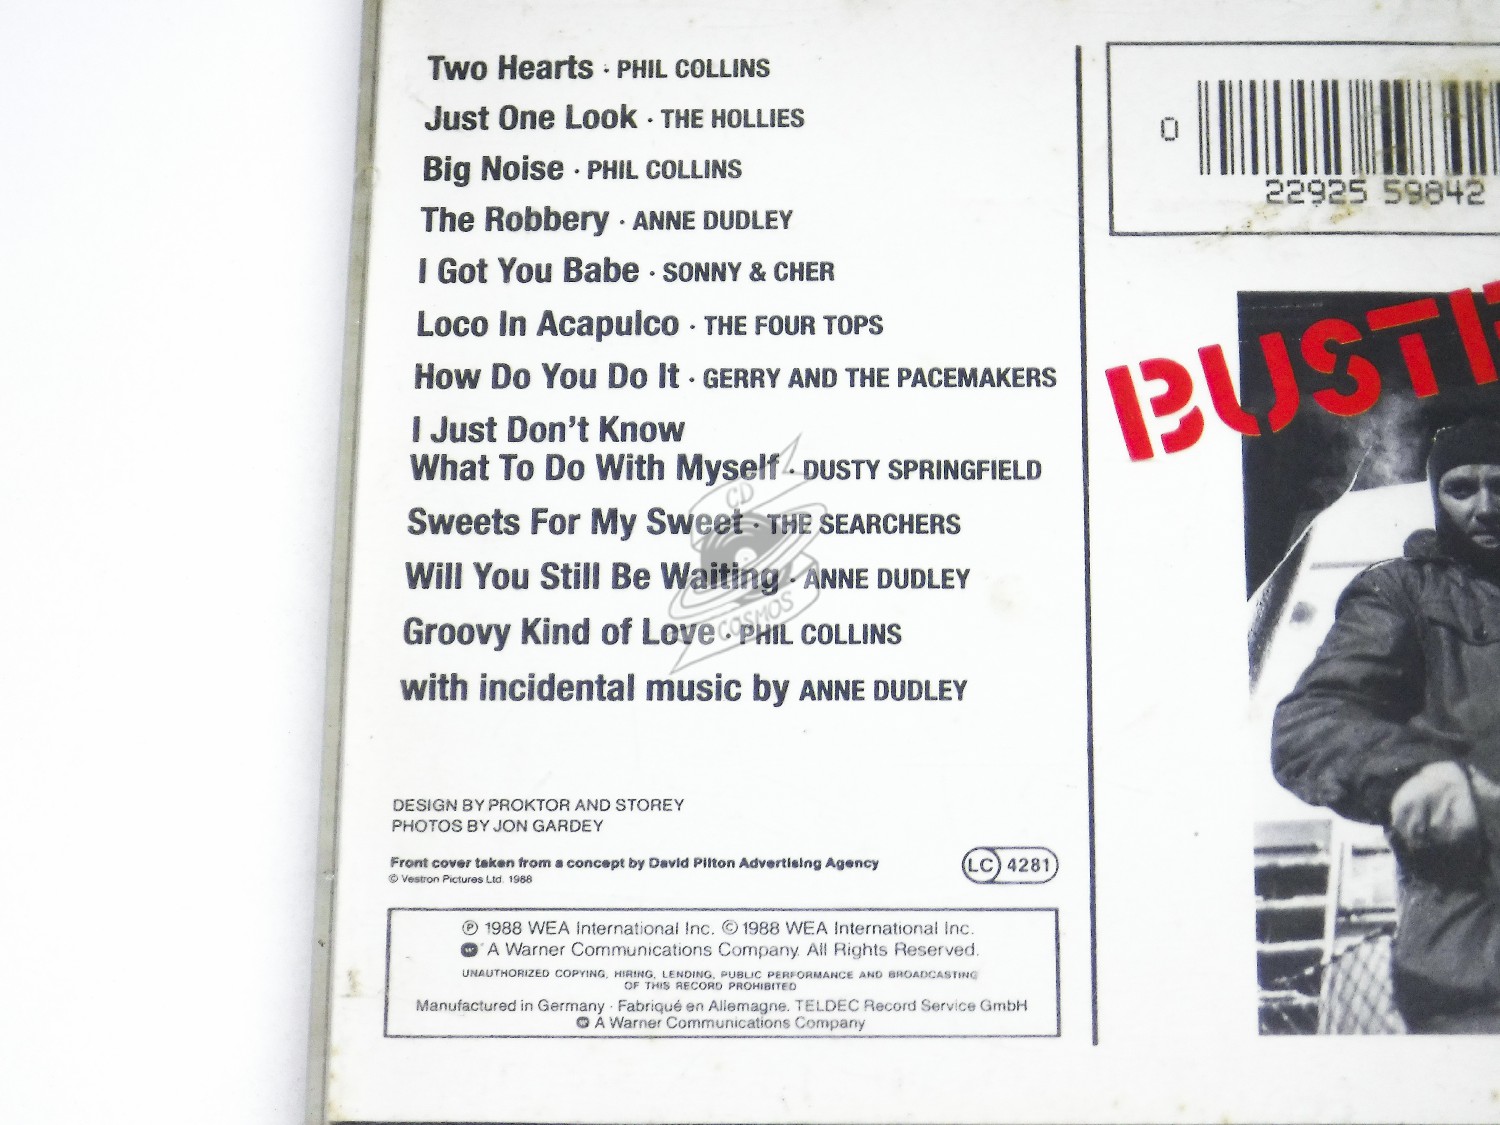 Two Hearts · PHIL COLLINS
Just One Look · THE HOLLIES
Big Noise · PHIL COLLINS
The Robbery · ANNE DUDLEY
I Got You Babe · SONNY & CHER
Loco In Acapulco · THE FOUR TOPS
How Do You Do It · GERRY AND THE PACEMAKERS
I Just Don't Know
What To Do With Myself · DUSTY SPRINGFIELD
Sweets For My Sweet · THE SEARCHERS
Will You Still Be Waiting · ANNE DUDLEY
Groovy Kind of Love · PHIL COLLINS
with incidental music by ANNE DUDLEY
CD
COSMOS
DESIGN BY PROKTOR AND STOREY
PHOTOS BY JON GARDEY
Front cover taken from a concept by David Pilton Advertising Agency
© Vestron Pictures Ltd. 1988
LC 4281
℗ 1988 WEA International Inc. © 1988 WEA International Inc.
A Warner Communications Company. All Rights Reserved.
UNAUTHORIZED COPYING, HIRING, LENDING, PUBLIC PERFORMANCE AND BROADCASTING
OF THIS RECORD PROHIBITED
Manufactured in Germany · Fabriqué en Allemagne. TELDEC Record Service GmbH
A Warner Communications Company
0
22925 59842